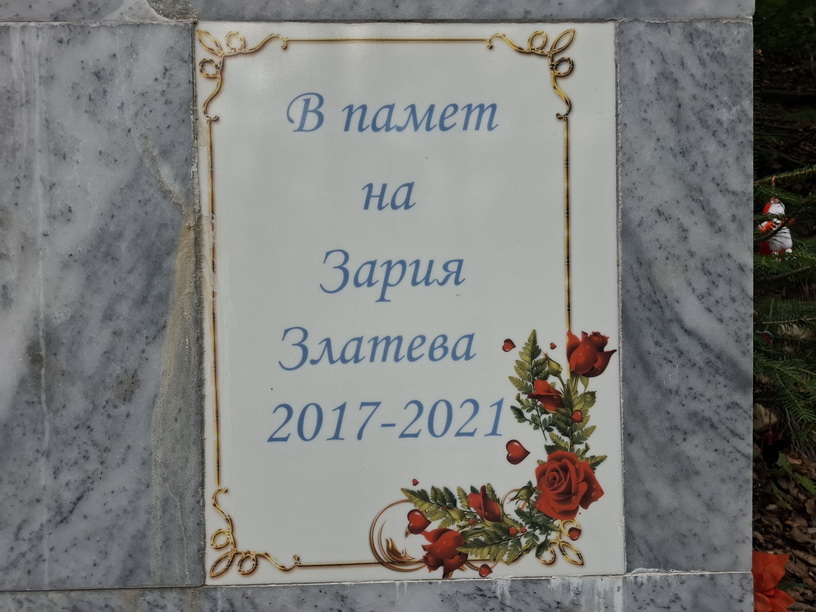 В памет
на
Зария
Златева
2017-2021